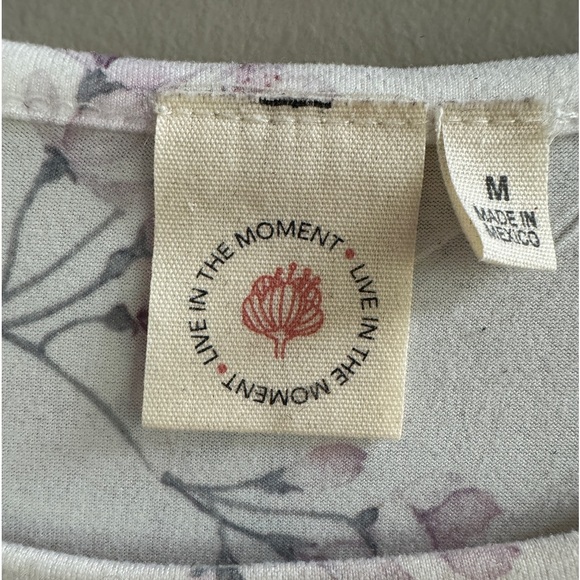 LIVE IN THE MOMENT • LIVE IN THE MOMENT •
M
MADE IN
MEXICO